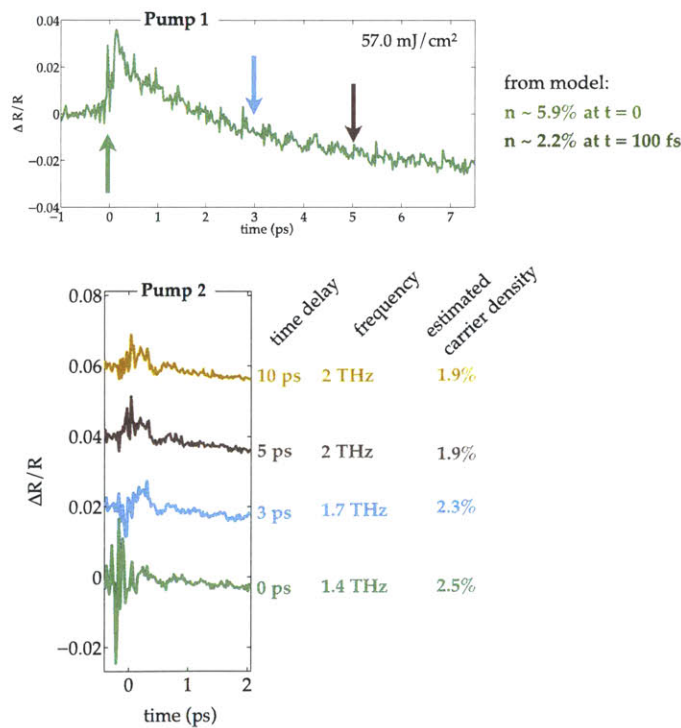 Pump 1
57.0 mJ/cm²
0.04
0.02
0
−0.02
−0.04
ΔR/R
−1 0 1 2 3 4 5 6 7
time (ps)
from model:
n ~ 5.9% at t = 0
n ~ 2.2% at t = 100 fs
Pump 2
time delay
frequency
estimated
carrier density
0.08
0.06
0.04
0.02
0
−0.02
ΔR/R
10 ps 2 THz 1.9%
5 ps 2 THz 1.9%
3 ps 1.7 THz 2.3%
0 ps 1.4 THz 2.5%
0 1 2
time (ps)